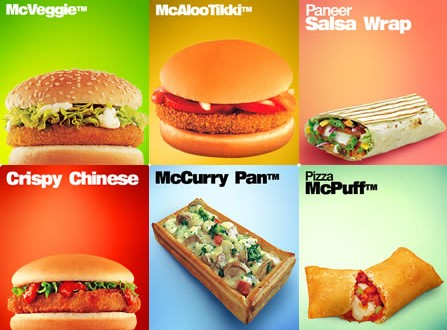 McVeggie™
McAlooTikki™
Paneer
Salsa Wrap
Crispy Chinese
McCurry Pan™
Pizza
McPuff™